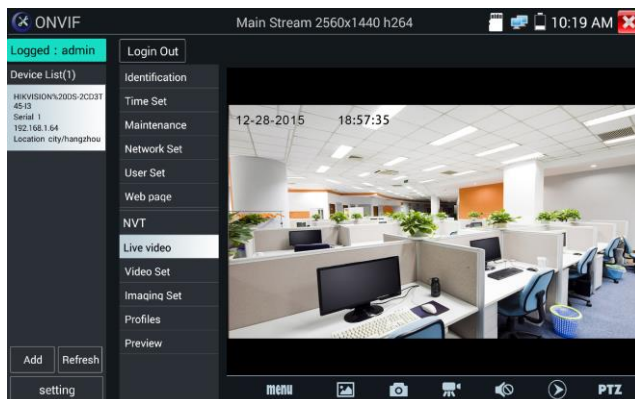 ONVIF
Main Stream 2560x1440 h264
10:19 AM
Logged : admin
Login Out
Device List(1)
HIKVISION%20DS-2CD3T
45-I3
Serial 1
192.168.1.64
Location city/hangzhou
Identification
Time Set
Maintenance
Network Set
User Set
Web page
NVT
Live video
Video Set
Imaging Set
Profiles
Preview
12-28-2015 18:57:35
Add
Refresh
setting
menu
PTZ